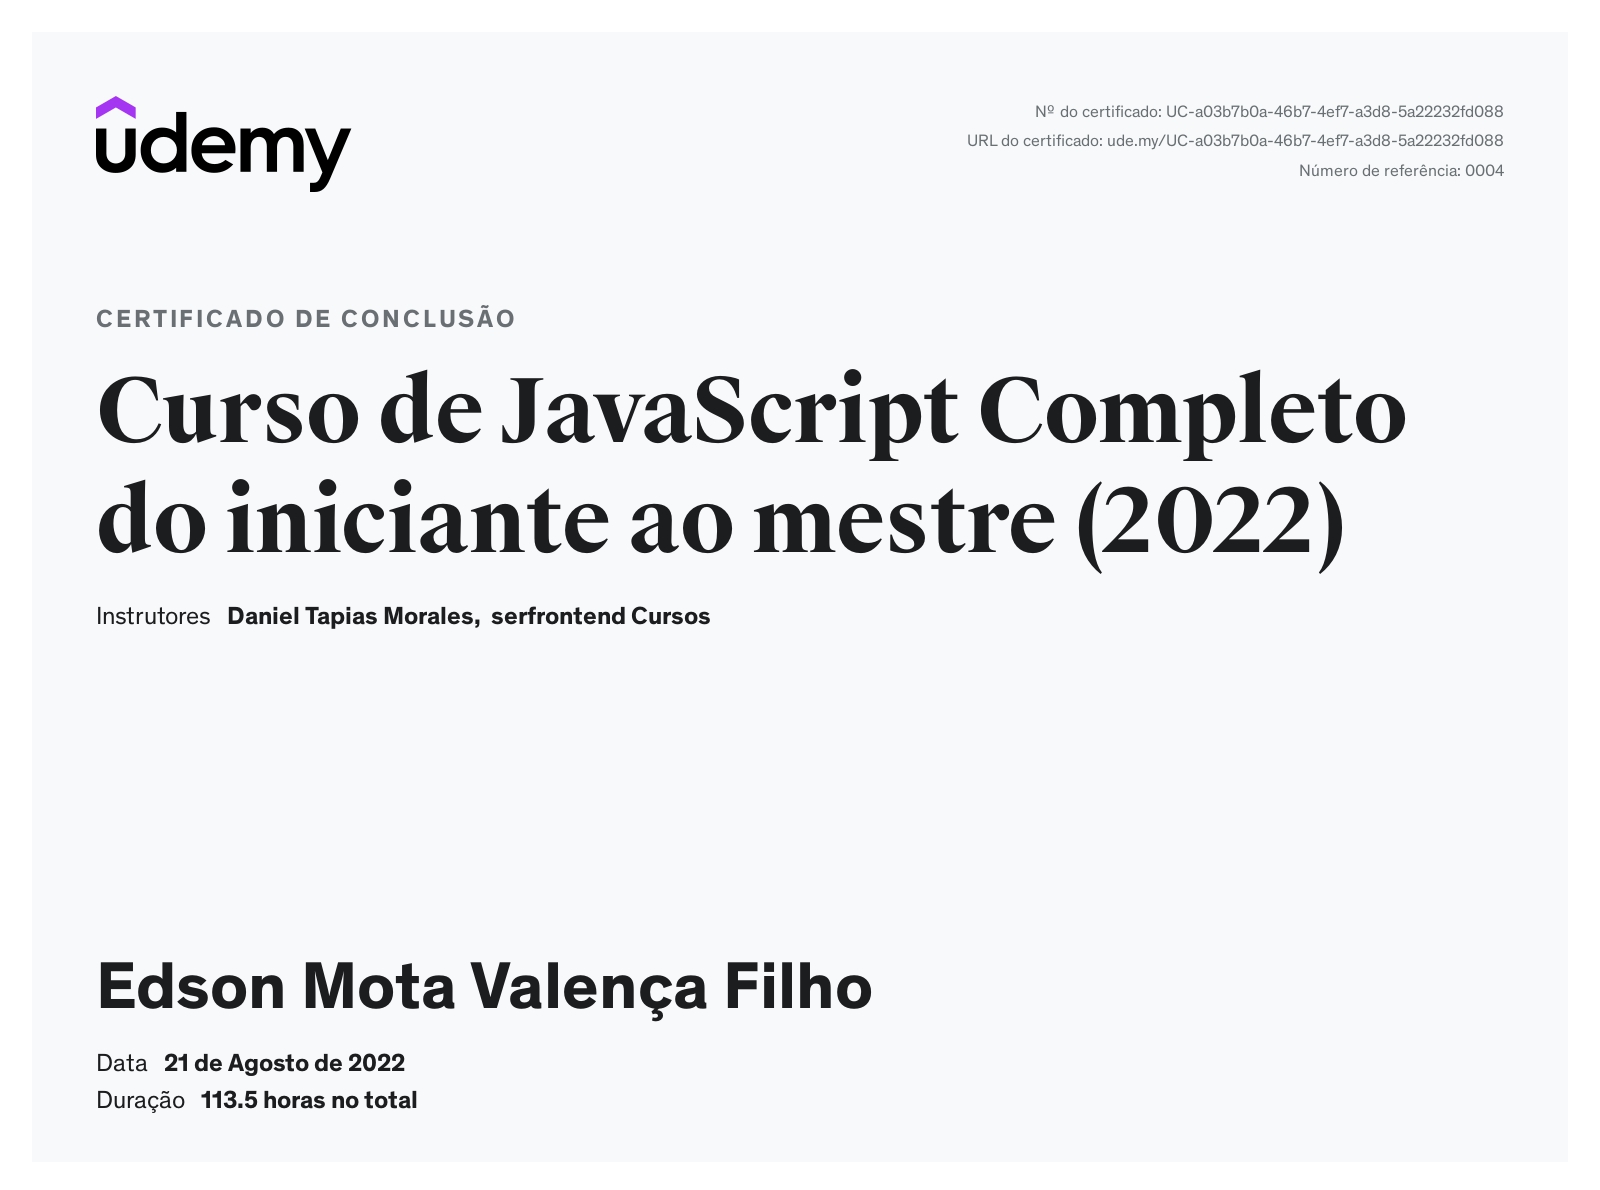 udemy
Nº do certificado: UC-a03b7b0a-46b7-4ef7-a3d8-5a22232fd088
URL do certificado: ude.my/UC-a03b7b0a-46b7-4ef7-a3d8-5a22232fd088
Número de referência: 0004
CERTIFICADO DE CONCLUSÃO
Curso de JavaScript Completo
do iniciante ao mestre (2022)
Instrutores Daniel Tapias Morales, serfrontend Cursos
Edson Mota Valença Filho
Data 21 de Agosto de 2022
Duração 113.5 horas no total